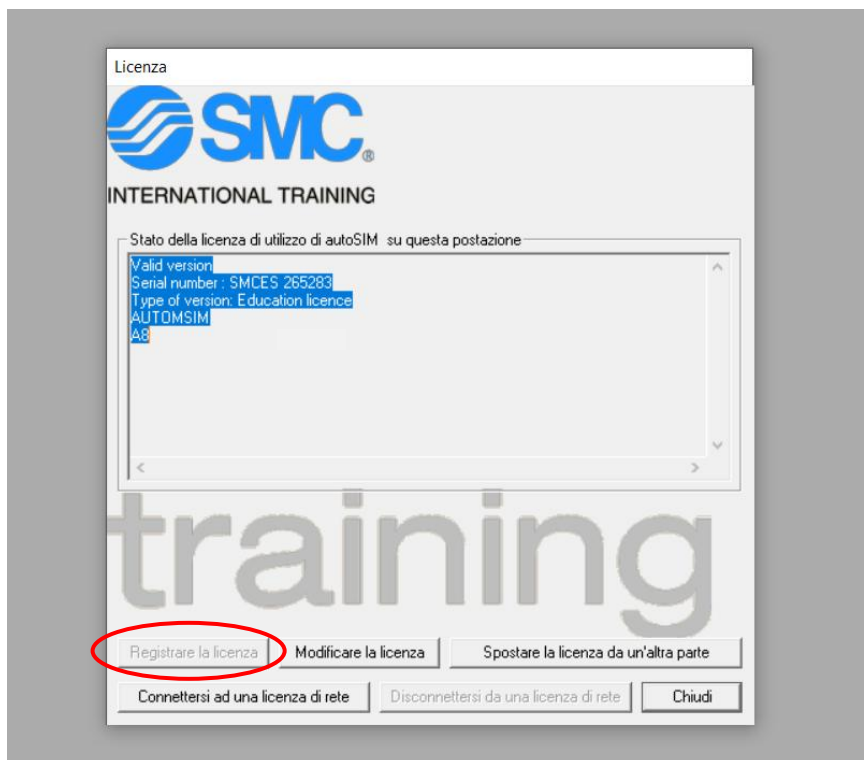 Licenza
SMC®
INTERNATIONAL TRAINING
Stato della licenza di utilizzo di autoSIM su questa postazione
Valid version
Serial number : SMCES 265283
Type of version: Education licence
AUTOMSIM
A8
training
Registrare la licenza Modificare la licenza Spostare la licenza da un'altra parte
Connettersi ad una licenza di rete Disconnettersi da una licenza di rete Chiudi